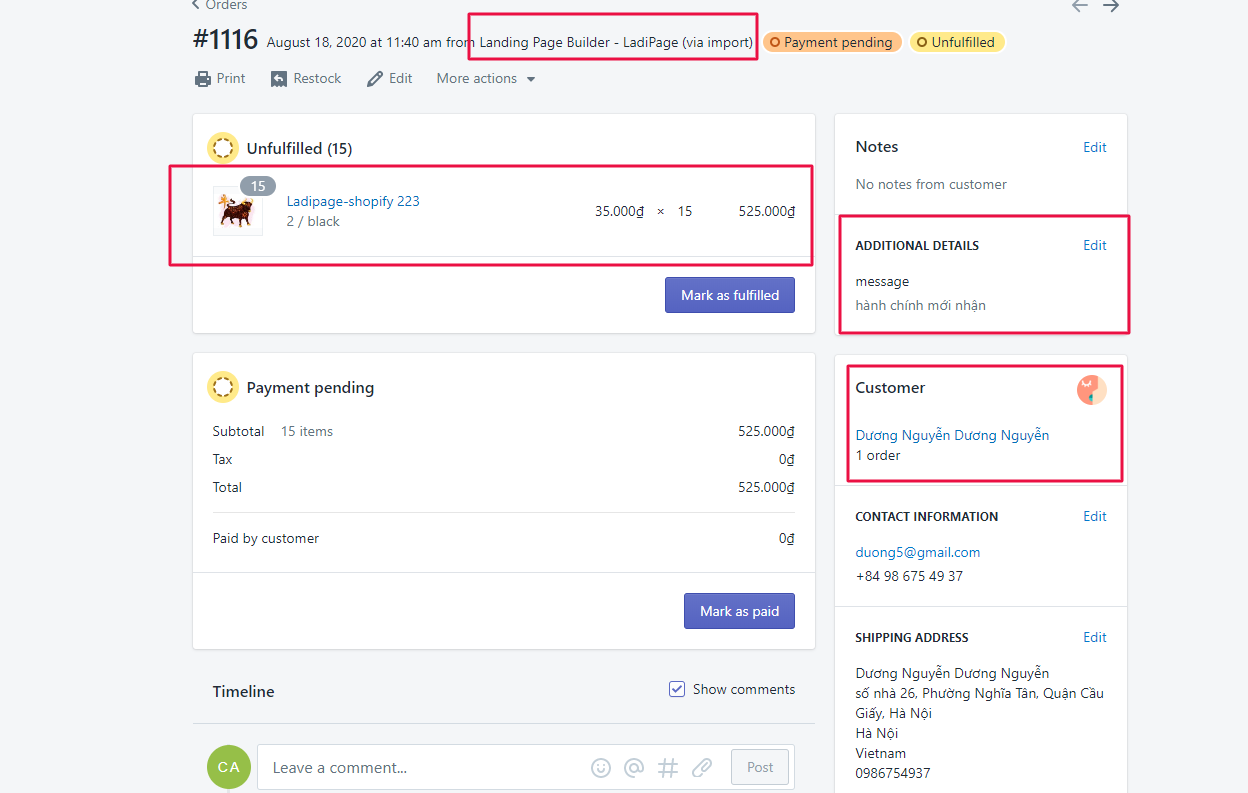 Orders
#1116 August 18, 2020 at 11:40 am from Landing Page Builder - LadiPage (via import) Payment pending Unfulfilled
Print Restock Edit More actions
Unfulfilled (15)
15
Ladipage-shopify 223
2 / black
35.000₫ × 15 525.000₫
Mark as fulfilled
Payment pending
Subtotal 15 items 525.000₫
Tax 0₫
Total 525.000₫
Paid by customer 0₫
Mark as paid
Timeline
Show comments
CA
Leave a comment...
Post
Notes Edit
No notes from customer
ADDITIONAL DETAILS Edit
message
hành chính mới nhận
Customer
Dương Nguyễn Dương Nguyễn
1 order
CONTACT INFORMATION Edit
duong5@gmail.com
+84 98 675 49 37
SHIPPING ADDRESS Edit
Dương Nguyễn Dương Nguyễn
số nhà 26, Phường Nghĩa Tân, Quận Cầu
Giấy, Hà Nội
Hà Nội
Vietnam
0986754937